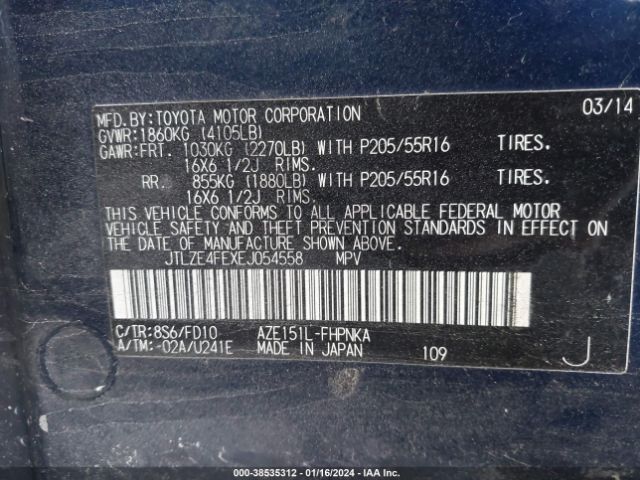 MFD. BY: TOYOTA MOTOR CORPORATION 03/14
GVWR: 1860KG (4105LB)
GAWR: FRT. 1030KG (2270LB) WITH P205/55R16 TIRES.
16X6 1/2J RIMS.
RR. 855KG (1880LB) WITH P205/55R16 TIRES.
16X6 1/2J RIMS.
THIS VEHICLE CONFORMS TO ALL APPLICABLE FEDERAL MOTOR
VEHICLE SAFETY AND THEFT PREVENTION STANDARDS IN EFFECT ON
THE DATE OF MANUFACTURE SHOWN ABOVE.
JTLZE4FEXEJ054558 MPV
C/TR: 8S6/FD10 AZE151L-FHPNKA
A/TM: -02A/U241E MADE IN JAPAN 109 J
000-38535312 - 01/16/2024 - IAA Inc.